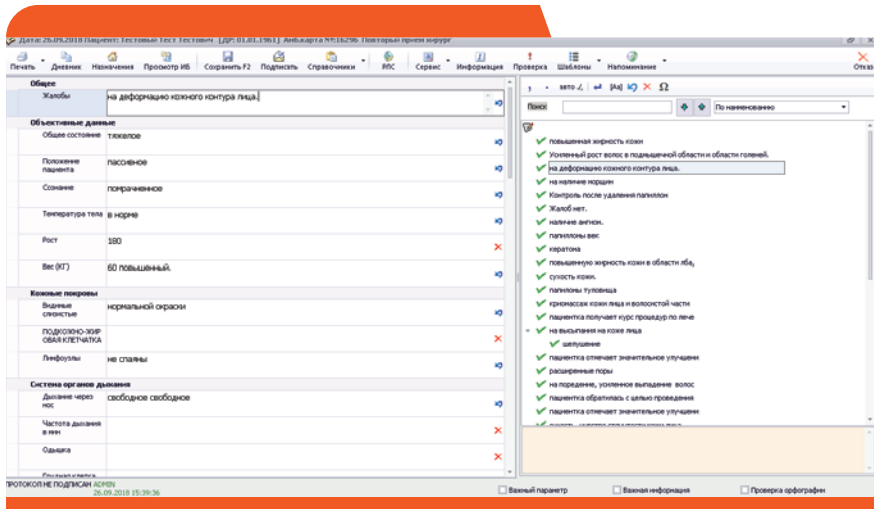 Дата: 26.09.2018 Пациент: Тестовый Тест Тестович [ДР: 01.01.1961] Амб.карта №:16296 Повторный прием хирург
Печать Дневник Назначения Просмотр ИБ Сохранить F2 Подписать Справочники RПС Сервис Информация Проверка Шаблоны Напоминание Отказ
Общее
Жалобы на деформацию кожного контура лица.
Объективные данные
Общее состояние тяжелое
Положение пациента пассивное
Сознание помраченное
Температура тела в норме
Рост 180
Вес (КГ) 60 повышенный.
Кожные покровы
Видимые слизистые нормальной окраски
ПОДКОЖНО-ЖИР
ОВАЯ КЛЕТЧАТКА
Лимфоузлы не спаяны
Система органов дыхания
Дыхание через нос свободное свободное
Частота дыхания в мин
Одышка
Грудная клетка
, . авто [Аа] Ω
Поиск По наименованию
повышенная жирность кожи
Усиленный рост волос в подмышечной области и области голеней.
на деформацию кожного контура лица.
на наличие морщин
Контроль после удаления папиллом
Жалоб нет.
наличие ангиом.
папилломы век
кератома
повышенную жирность кожи в области лба,
сухость кожи.
папиломы туловища
криомассаж кожи лица и волосистой части
пациентка получает курс процедур по лече
на высыпания на коже лица
шелушение
пациентка отмечает значительное улучшени
расширенные поры
на поредение, усиленное выпадение волос
пациентка обратилась с целью проведения
пациентка отмечает значительное улучшени
ПРОТОКОЛ НЕ ПОДПИСАН ADMIN
26.09.2018 15:39:36
Важный параметр Важная информация Проверка орфографии